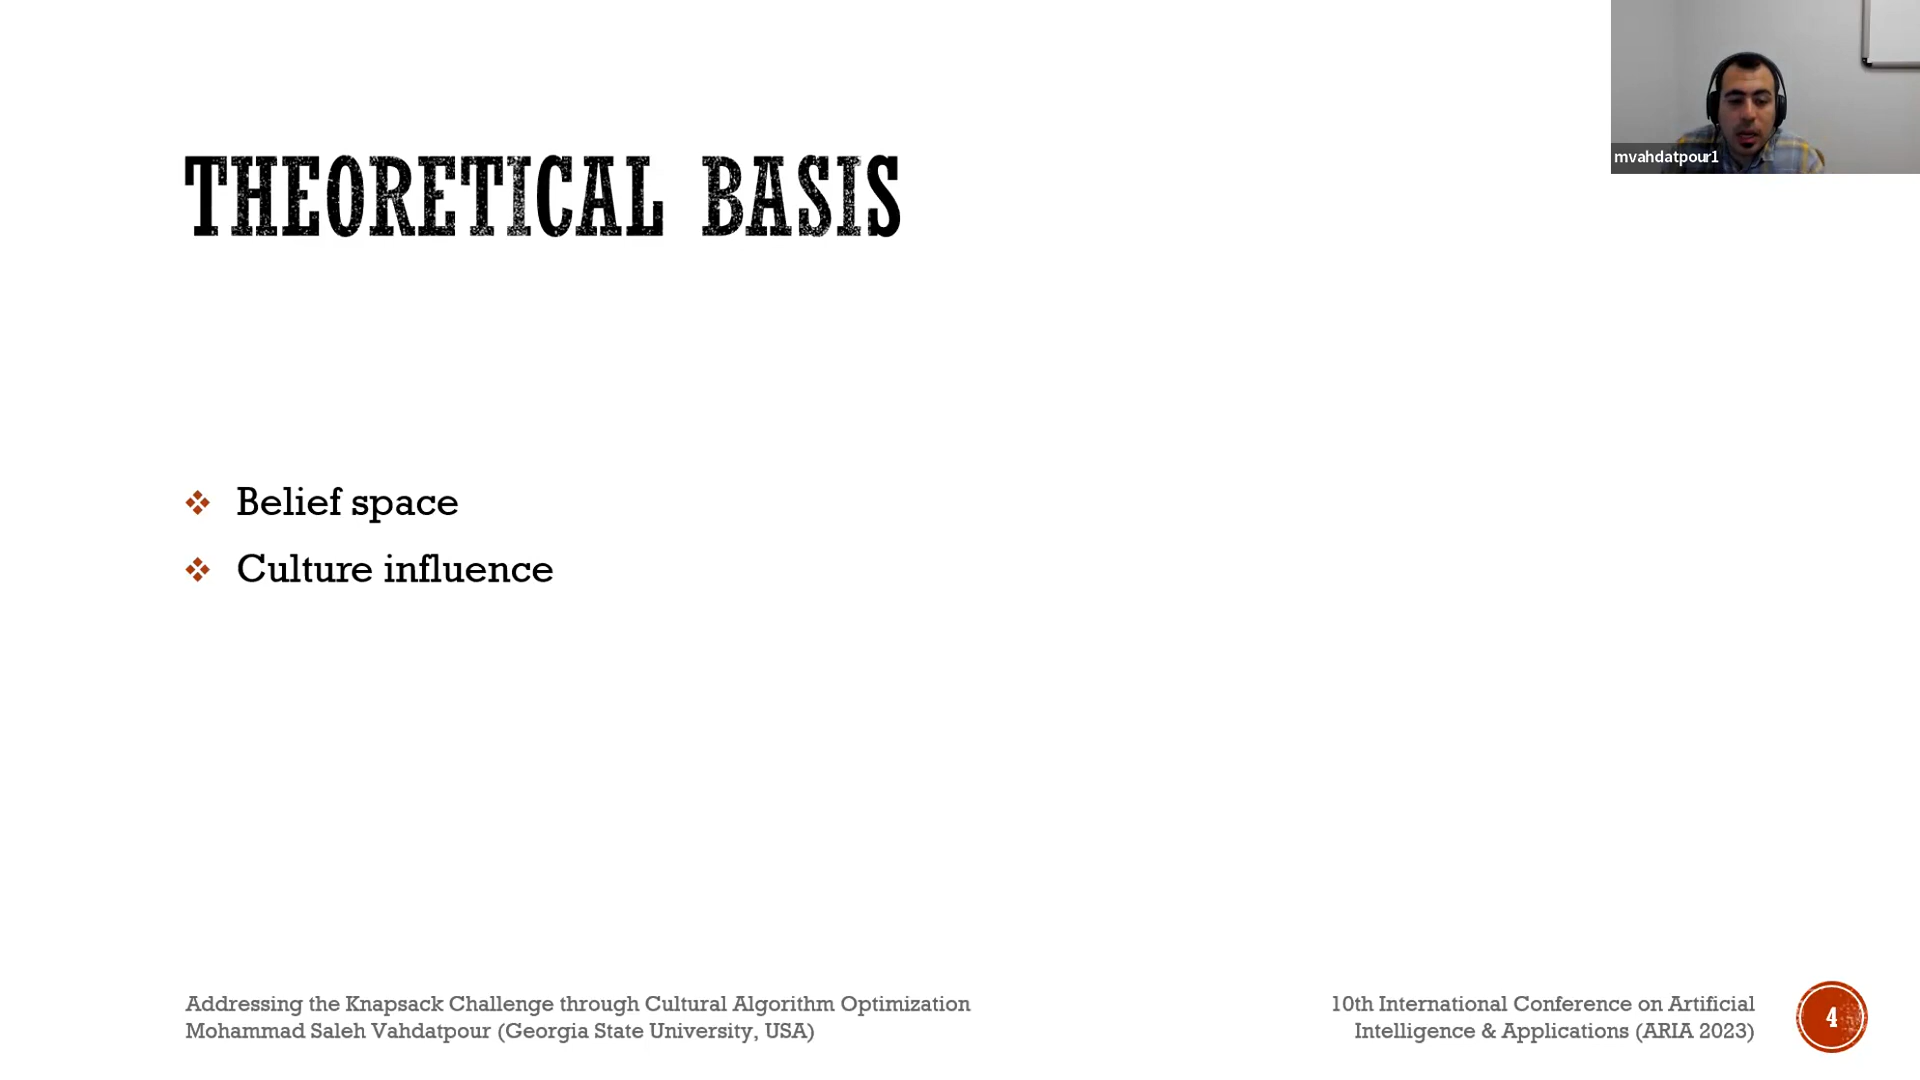 mvahdatpour1
THEORETICAL BASIS
Belief space
Culture influence
Addressing the Knapsack Challenge through Cultural Algorithm Optimization
Mohammad Saleh Vahdatpour (Georgia State University, USA)
10th International Conference on Artificial
Intelligence & Applications (ARIA 2023)
4